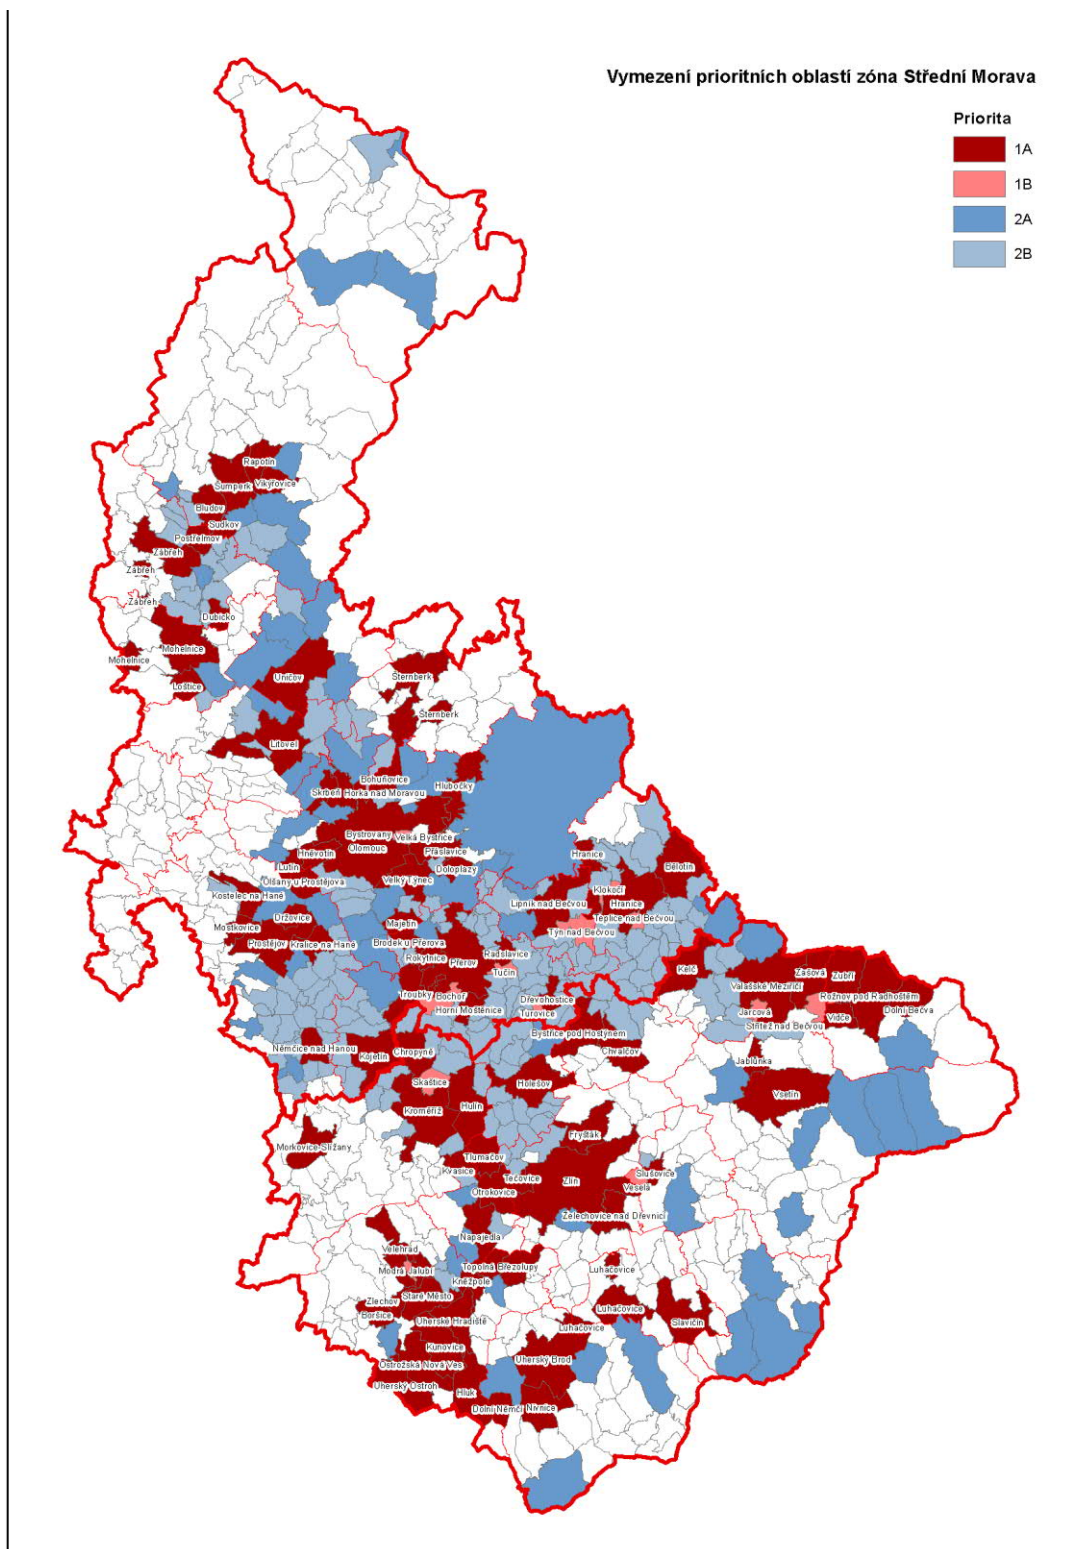 Vymezení prioritních oblastí zóna Střední Morava
Priorita
1A
1B
2A
2B
Rapotín
Šumperk
Vikýřovice
Bludov
Sudkov
Postřelmov
Zábřeh
Zábřeh
Zábřeh
Dubicko
Mohelnice
Mohelnice
Loštice
Uničov
Šternberk
Šternberk
Litovel
Bohuňovice
Hlubočky
Skrbeň
Horka nad Moravou
Bystrovany
Velká Bystřice
Olomouc
Přáslavice
Hněvotín
Lutín
Doloplazy
Olšany u Prostějova
Velký Týnec
Kostelec na Hané
Držovice
Mostkovice
Majetín
Prostějov
Kralice na Hané
Brodek u Přerova
Rokytnice
Přerov
Radslavice
Tučín
Troubky
Bochoř
Horní Moštěnice
Dřevohostice
Turovice
Hranice
Bělotín
Klokočí
Lipník nad Bečvou
Hranice
Teplice nad Bečvou
Týn nad Bečvou
Kelč
Zašová
Zubří
Valašské Meziříčí
Rožnov pod Radhoštěm
Jarcová
Vidče
Dolní Bečva
Střítež nad Bečvou
Bystřice pod Hostýnem
Chvalčov
Jablůnka
Vsetín
Němčice nad Hanou
Kojetín
Chropyně
Skaštice
Holešov
Kroměříž
Hulín
Fryšták
Morkovice-Slížany
Tlumačov
Kvasice
Tečovice
Zlín
Slušovice
Veselá
Otrokovice
Želechovice nad Dřevnicí
Napajedla
Velehrad
Modrá
Jalubí
Topolná
Březolupy
Kněžpole
Luhačovice
Staré Město
Zlechov
Boršice
Luhačovice
Slavičín
Uherské Hradiště
Luhačovice
Kunovice
Uherský Brod
Ostrožská Nová Ves
Uherský Ostroh
Hluk
Dolní Němčí
Nivnice